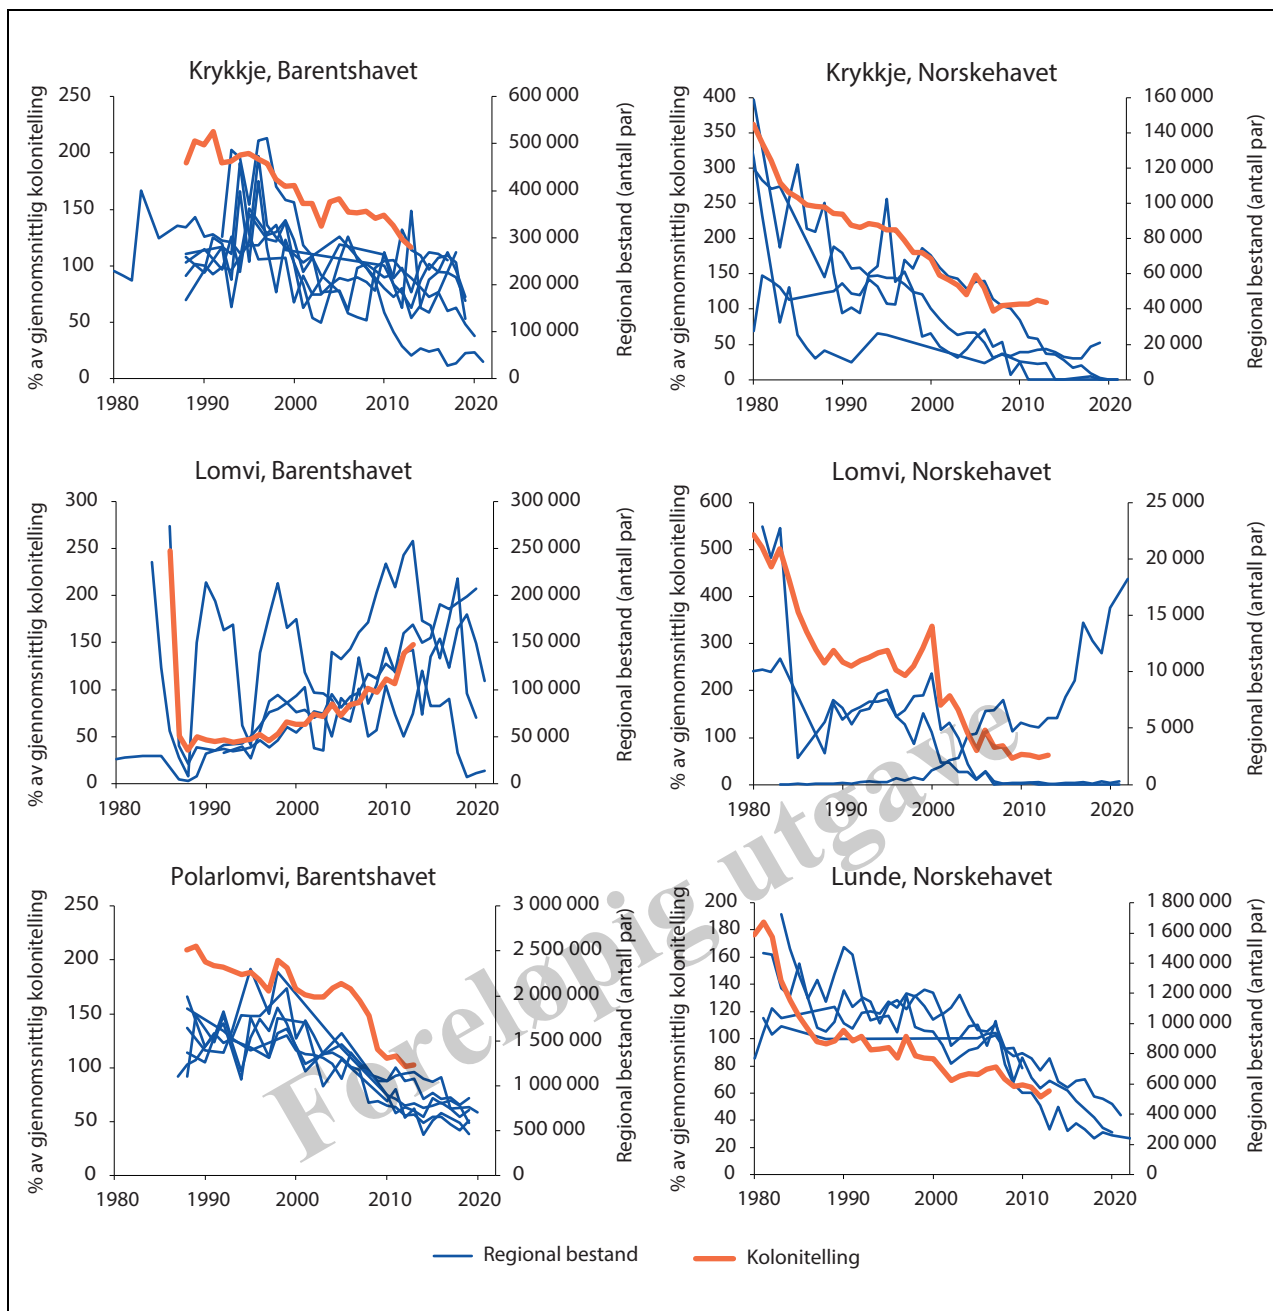 Krykkje, Barentshavet
% av gjennomsnittlig kolonitelling
250
200
150
100
50
0
600 000
500 000
400 000
300 000
200 000
100 000
0
Regional bestand (antall par)
1980 1990 2000 2010 2020
Krykkje, Norskehavet
% av gjennomsnittlig kolonitelling
400
350
300
250
200
150
100
50
0
160 000
140 000
120 000
100 000
80 000
60 000
40 000
20 000
0
Regional bestand (antall par)
1980 1990 2000 2010 2020
Lomvi, Barentshavet
% av gjennomsnittlig kolonitelling
300
250
200
150
100
50
0
300 000
250 000
200 000
150 000
100 000
50 000
0
Regional bestand (antall par)
1980 1990 2000 2010 2020
Lomvi, Norskehavet
% av gjennomsnittlig kolonitelling
600
500
400
300
200
100
0
25 000
20 000
15 000
10 000
5 000
0
Regional bestand (antall par)
1980 1990 2000 2010 2020
Polarlomvi, Barentshavet
% av gjennomsnittlig kolonitelling
250
200
150
100
50
0
3 000 000
2 500 000
2 000 000
1 500 000
1 000 000
500 000
0
Regional bestand (antall par)
1980 1990 2000 2010 2020
Lunde, Norskehavet
% av gjennomsnittlig kolonitelling
200
180
160
140
120
100
80
60
40
20
0
1 800 000
1 600 000
1 400 000
1 200 000
1 000 000
800 000
600 000
400 000
200 000
0
Regional bestand (antall par)
1980 1990 2000 2010 2020
Foreløpig utgave
Regional bestand
Kolonitelling